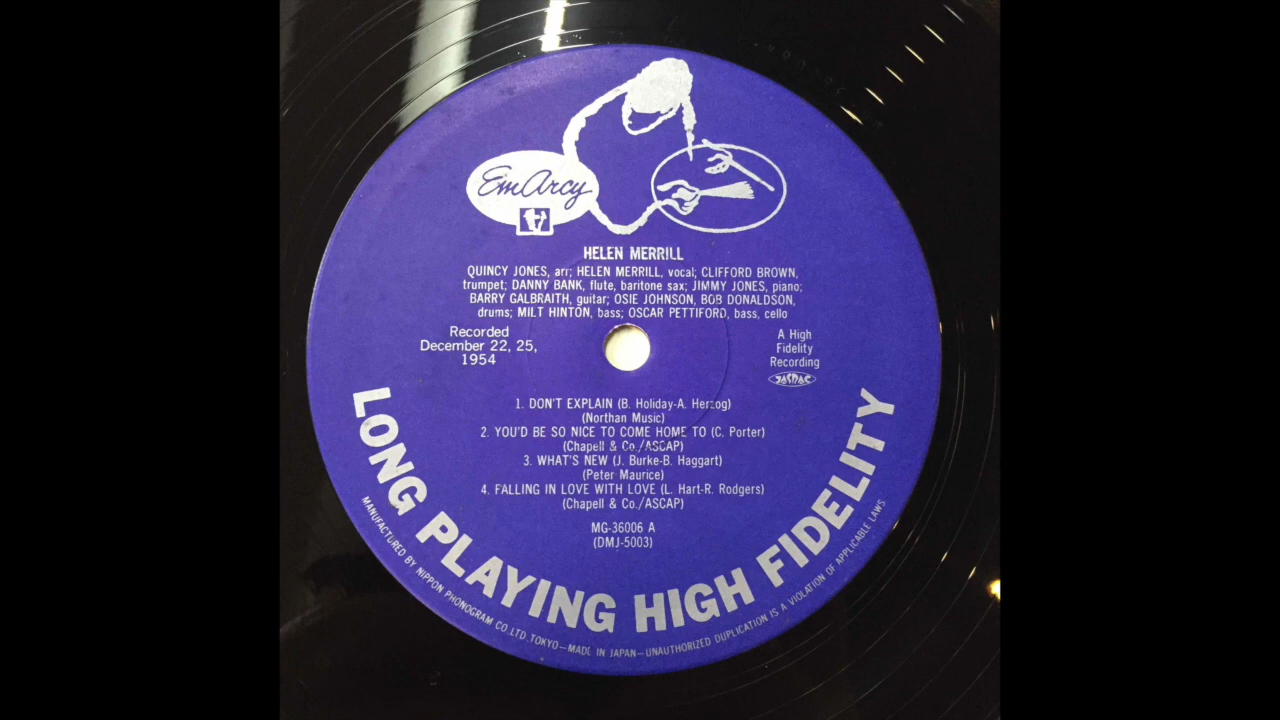 EmArcy
HELEN MERRILL
QUINCY JONES, arr; HELEN MERRILL, vocal; CLIFFORD BROWN,
trumpet; DANNY BANK, flute, baritone sax; JIMMY JONES, piano;
BARRY GALBRAITH, guitar; OSIE JOHNSON, BOB DONALDSON,
drums; MILT HINTON, bass; OSCAR PETTIFORD, bass, cello
Recorded
December 22, 25,
1954
A High
Fidelity
Recording
JASRAC
1. DON'T EXPLAIN (B. Holiday-A. Herzog)
(Northan Music)
2. YOU'D BE SO NICE TO COME HOME TO (C. Porter)
(Chapell & Co./ASCAP)
3. WHAT'S NEW (J. Burke-B. Haggart)
(Peter Maurice)
4. FALLING IN LOVE WITH LOVE (L. Hart-R. Rodgers)
(Chapell & Co./ASCAP)
MG-36006 A
(DMJ-5003)
LONG PLAYING HIGH FIDELITY
MANUFACTURED BY NIPPON PHONOGRAM CO.,LTD.,TOKYO—MADE IN JAPAN—UNAUTHORIZED DUPLICATION IS A VIOLATION OF APPLICABLE LAWS